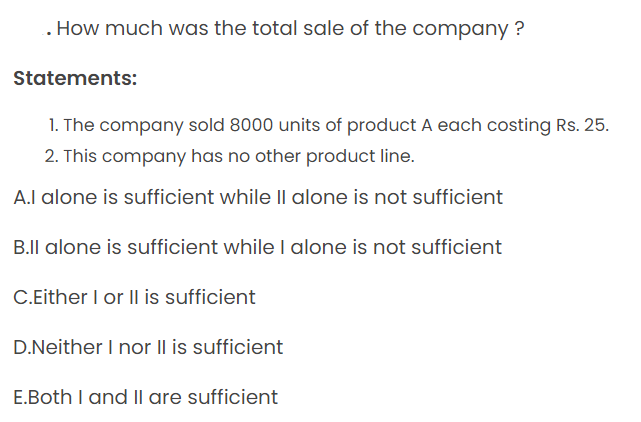 . How much was the total sale of the company ?
Statements:
1. The company sold 8000 units of product A each costing Rs. 25.
2. This company has no other product line.
A.I alone is sufficient while II alone is not sufficient
B.II alone is sufficient while I alone is not sufficient
C.Either I or II is sufficient
D.Neither I nor II is sufficient
E.Both I and II are sufficient